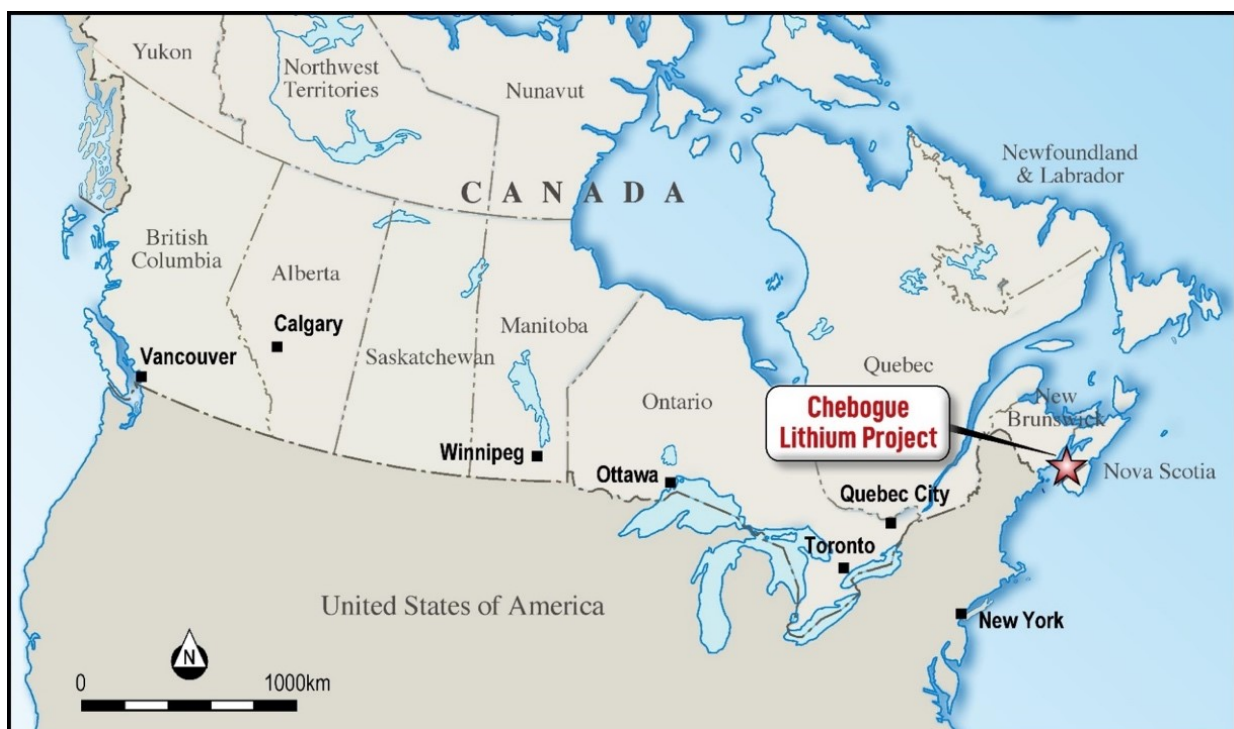 Yukon
Northwest
Territories
Nunavut
CANADA
Newfoundland
& Labrador
British
Columbia
Alberta
Calgary
Vancouver
Saskatchewan
Manitoba
Winnipeg
Ontario
Ottawa
Quebec
Chebogue
Lithium Project
New
Brunswick
Nova Scotia
Quebec City
Toronto
New York
United States of America
N
0
1000km